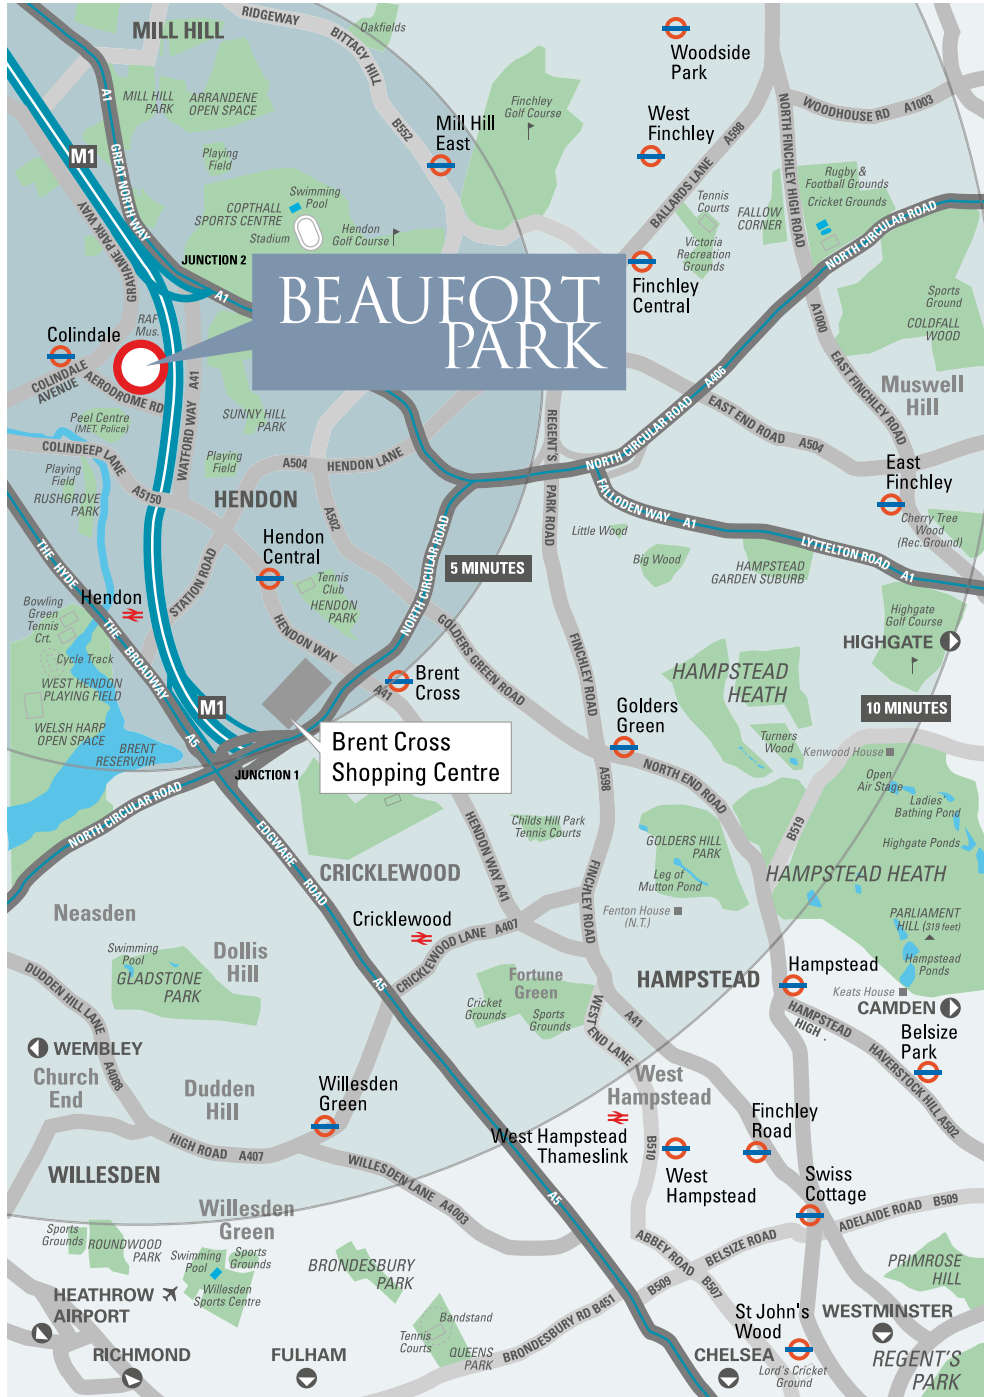 MILL HILL
RIDGEWAY
BITTACY HILL
B552
Oakfields
Woodside
Park
A1
MILL HILL
PARK
ARRANDENE
OPEN SPACE
Finchley
Golf Course
Mill Hill
East
West
Finchley
A598
BALLARDS LANE
NORTH FINCHLEY HIGH ROAD
WOODHOUSE RD
A1003
M1
GREAT NORTH WAY
Playing
Field
GRAHAME PARK WAY
COPTHALL
SPORTS CENTRE
Swimming
Pool
Stadium
Hendon
Golf Course
Tennis
Courts
FALLOW
CORNER
Rugby &
Football Grounds
Cricket Grounds
Victoria
Recreation
Grounds
NORTH CIRCULAR ROAD
JUNCTION 2
A1
BEAUFORT
PARK
Finchley
Central
Sports
Ground
COLDFALL
WOOD
A1000
RAF
Mus.
Colindale
COLINDALE
AVENUE
AERODROME RD
A41
WATFORD WAY
A406
EAST FINCHLEY ROAD
Muswell
Hill
Peel Centre
(MET. Police)
SUNNY HILL
PARK
REGENT'S
PARK ROAD
EAST END ROAD
A504
COLINDEEP LANE
Playing
Field
A504
HENDON LANE
NORTH CIRCULAR ROAD
East
Finchley
Playing
Field
RUSHGROVE
PARK
A5150
HENDON
A502
FALLODEN WAY
A1
LYTTELTON ROAD
A1
Cherry Tree
Wood
(Rec.Ground)
Little Wood
Big Wood
HAMPSTEAD
GARDEN SUBURB
THE HYDE
Hendon
Central
NORTH CIRCULAR ROAD
5 MINUTES
STATION ROAD
Tennis
Club
HENDON
PARK
Hendon
THE BROADWAY
Bowling
Green
Tennis
Crt.
Cycle Track
HENDON WAY
GOLDERS GREEN ROAD
FINCHLEY ROAD
Highgate
Golf Course
HIGHGATE
WEST HENDON
PLAYING FIELD
WELSH HARP
OPEN SPACE
BRENT
RESERVOIR
A5
M1
A41
Brent
Cross
HAMPSTEAD
HEATH
10 MINUTES
Golders
Green
Turners
Wood
Kenwood House
Brent Cross
Shopping Centre
JUNCTION 1
NORTH CIRCULAR ROAD
A598
NORTH END ROAD
Open
Air Stage
Ladies'
Bathing Pond
EDGWARE ROAD
HENDON WAY A41
Childs Hill Park
Tennis Courts
GOLDERS HILL
PARK
B519
Highgate Ponds
CRICKLEWOOD
Leg of
Mutton Pond
HAMPSTEAD HEATH
FINCHLEY ROAD
Neasden
Cricklewood
CRICKLEWOOD LANE
A407
Fenton House
(N.T.)
PARLIAMENT
HILL (319 feet)
Swimming
Pool
GLADSTONE
PARK
Dollis
Hill
A5
Fortune
Green
HAMPSTEAD
Hampstead
Hampstead
Ponds
Keats House
DUDDEN HILL LANE
A4088
Cricket
Grounds
Sports
Grounds
WEST END LANE
A41
HAMPSTEAD
HIGH .
CAMDEN
Belsize
Park
HAVERSTOCK HILL A502
WEMBLEY
Church
End
Dudden
Hill
Willesden
Green
West
Hampstead
Finchley
Road
West Hampstead
Thameslink
B510
West
Hampstead
HIGH ROAD A407
WILLESDEN LANE A4003
Swiss
Cottage
WILLESDEN
A5
ADELAIDE ROAD B509
Willesden
Green
Sports
Grounds
ROUNDWOOD
PARK
Swimming
Pool
Sports
Grounds
Willesden
Sports Centre
BRONDESBURY
PARK
ABBEY ROAD
B507
BELSIZE ROAD
B509
PRIMROSE
HILL
HEATHROW
AIRPORT
Bandstand
Tennis
Courts
QUEENS
PARK
BRONDESBURY RD B451
St John's
Wood
WESTMINSTER
RICHMOND
FULHAM
CHELSEA
Lord's Cricket
Ground
REGENT'S
PARK